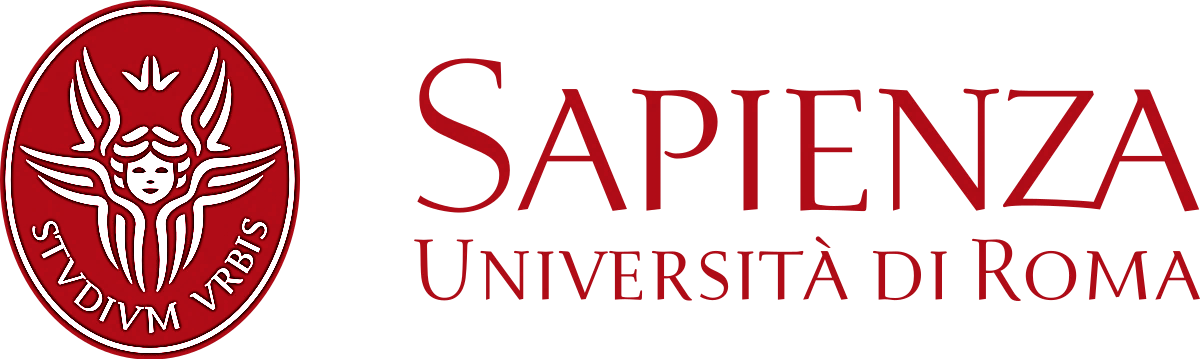 STVDIVM VRBIS
SAPIENZA
UNIVERSITÀ DI ROMA